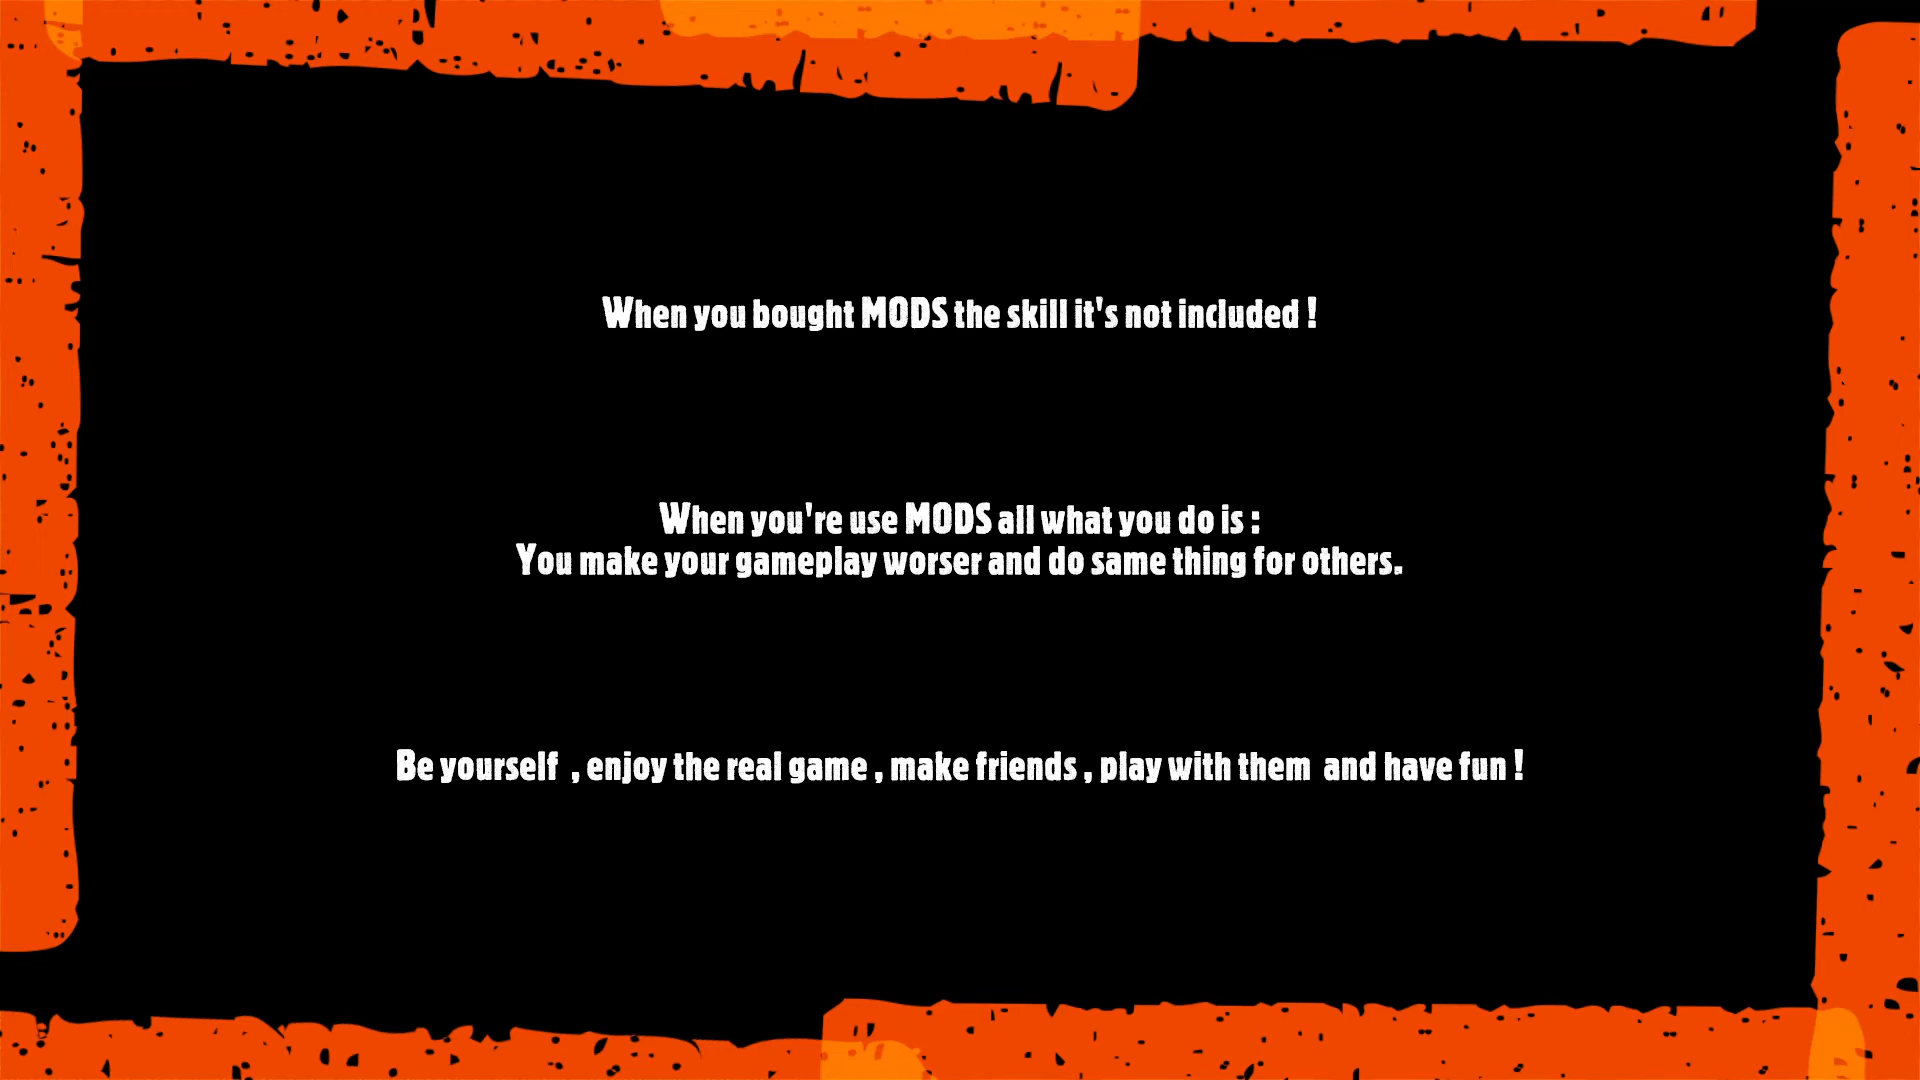 When you bought MODS the skill it's not included !
When you're use MODS all what you do is :
You make your gameplay worser and do same thing for others.
Be yourself , enjoy the real game , make friends , play with them and have fun !